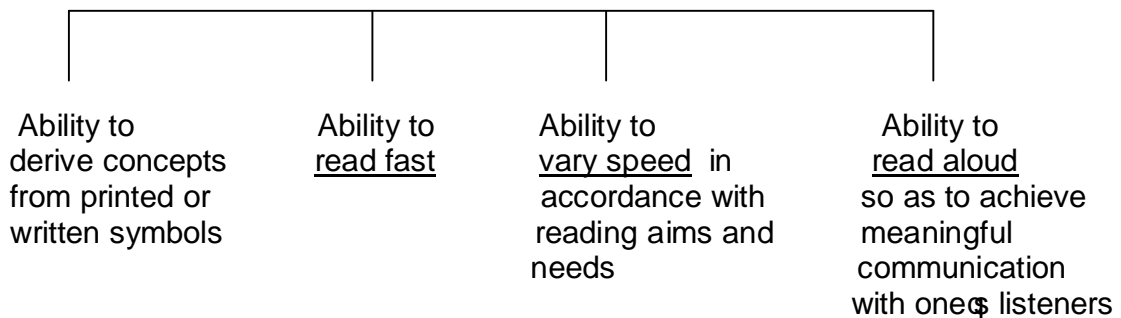 Ability to
derive concepts
from printed or
written symbols
Ability to
read fast
Ability to
vary speed in
accordance with
reading aims and
needs
Ability to
read aloud
so as to achieve
meaningful
communication
with listeners